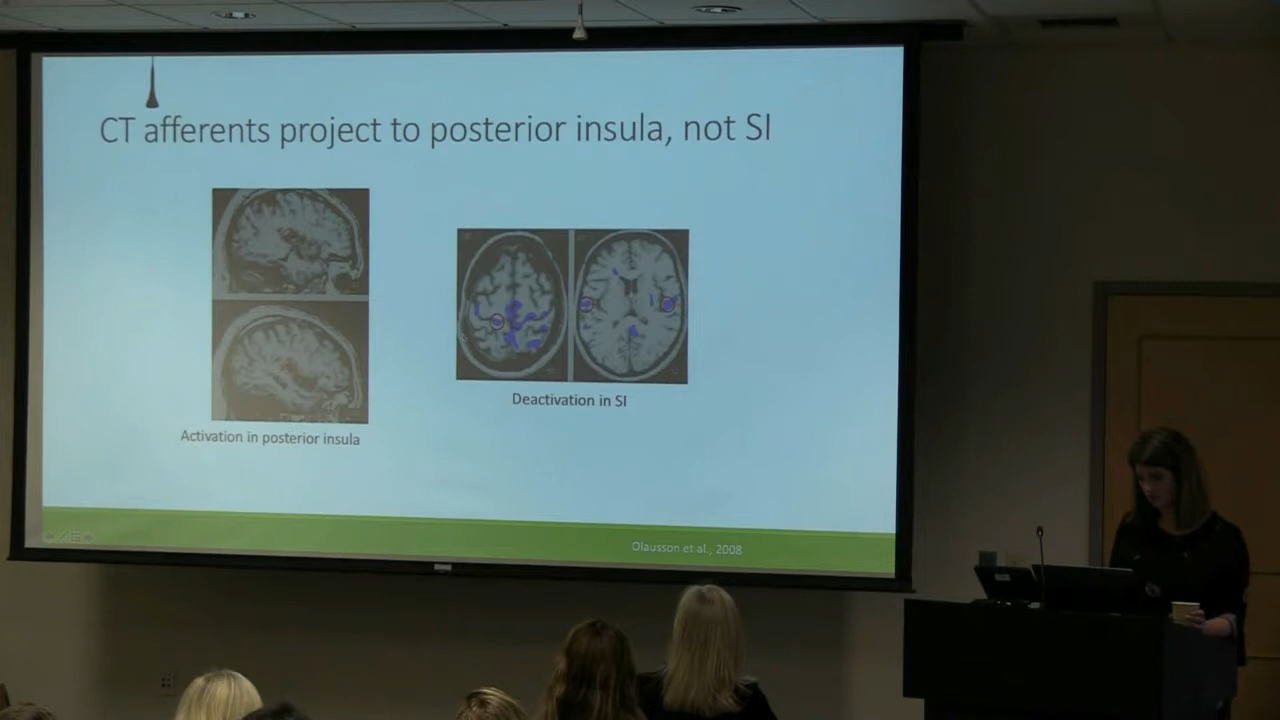 CT afferents project to posterior insula, not SI
Deactivation in SI
Activation in posterior insula
Olausson et al., 2008